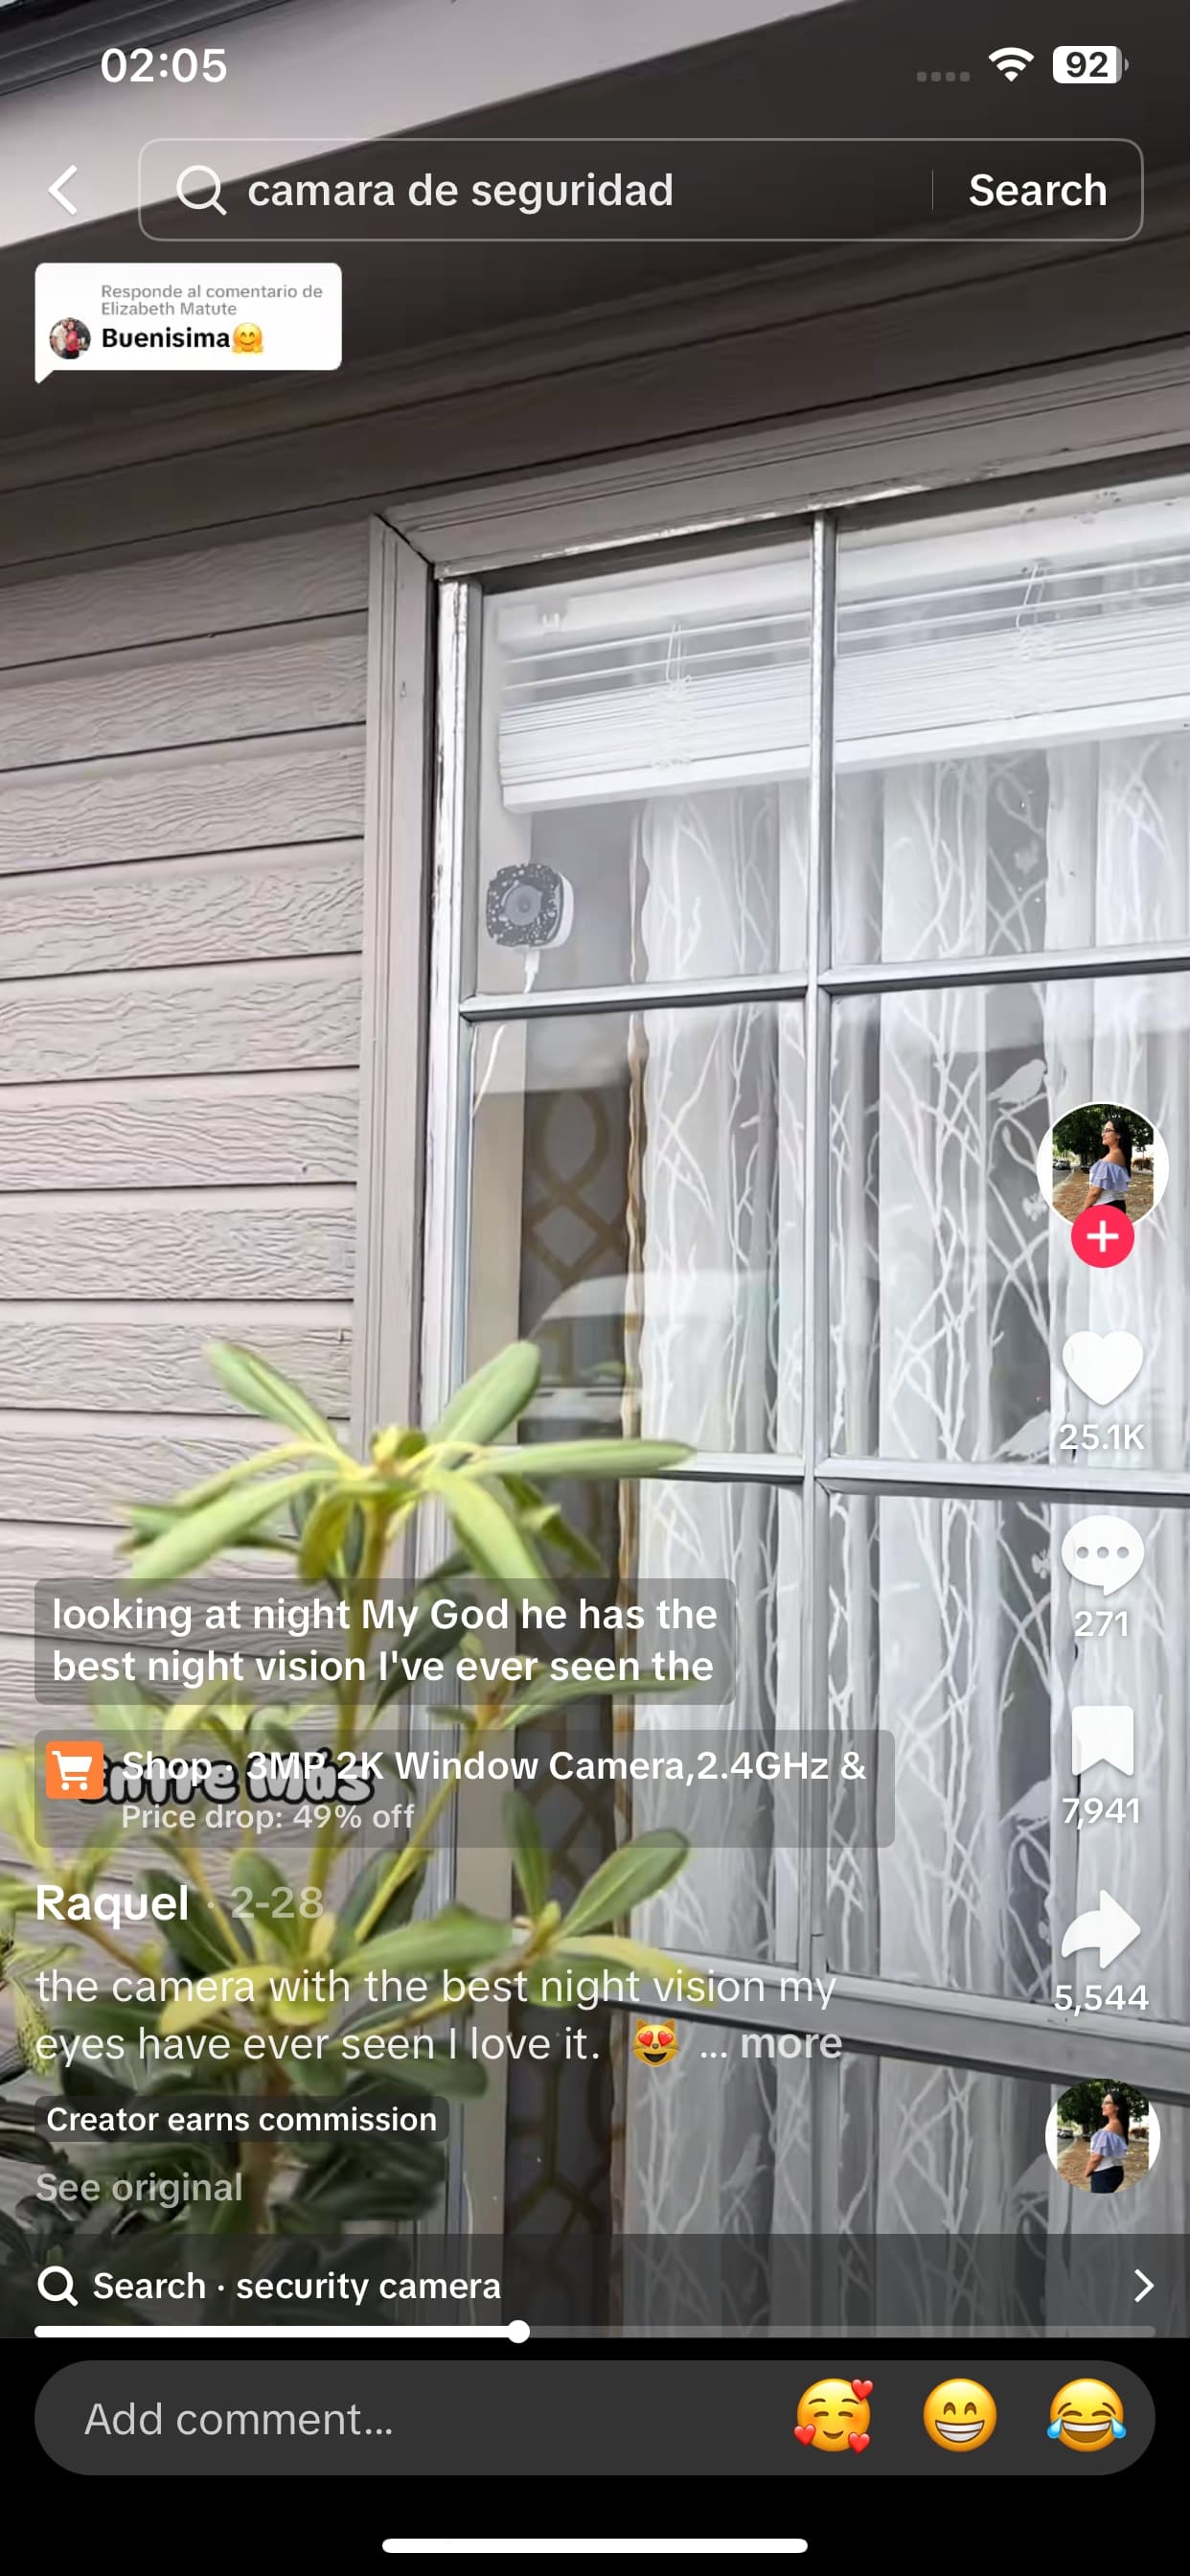 02:05
92
camara de seguridad
Search
Responde al comentario de
Elizabeth Matute
Buenisima🤗
25.1K
looking at night My God he has the
best night vision I've ever seen the
271
Shop · 3MP 2K Window Camera,2.4GHz &
Entre Más
Price drop: 49% off
7,941
Raquel · 2-28
the camera with the best night vision my
eyes have ever seen I love it. 😻 ... more
5,544
Creator earns commission
See original
Search · security camera
Add comment...